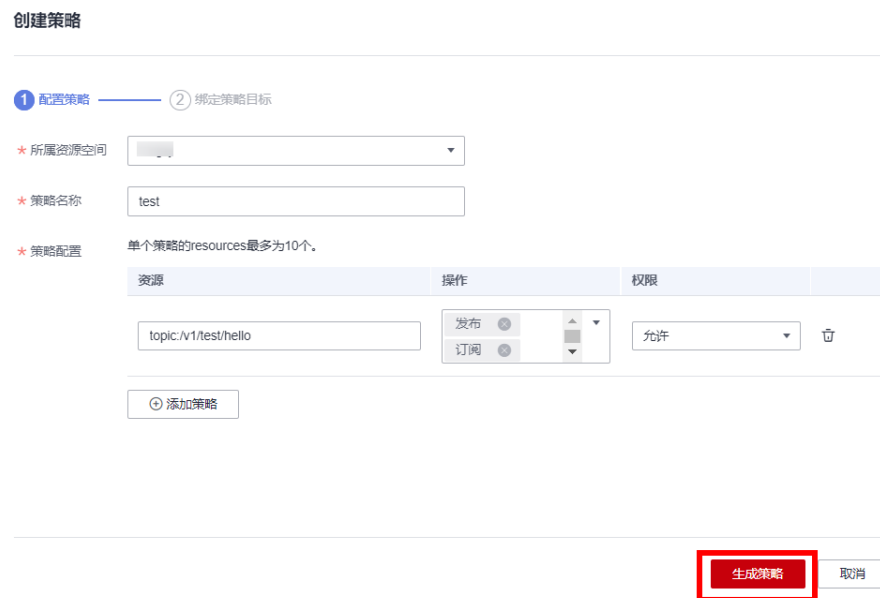 创建策略
1 配置策略 2 绑定策略目标
* 所属资源空间
* 策略名称 test
* 策略配置 单个策略的resources最多为10个。
资源 操作 权限
topic:/v1/test/hello 发布 订阅 允许
添加策略
生成策略 取消